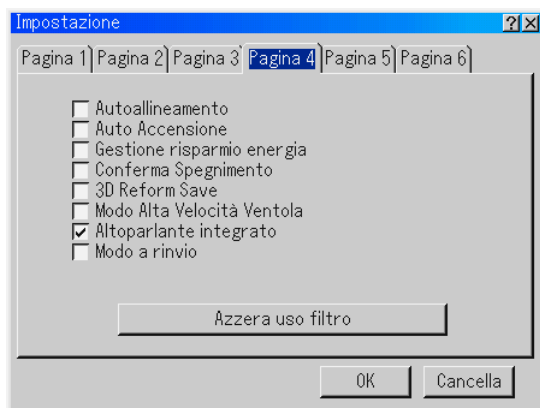 Impostazione
Pagina 1 Pagina 2 Pagina 3 Pagina 4 Pagina 5 Pagina 6
Autoallineamento
Auto Accensione
Gestione risparmio energia
Conferma Spegnimento
3D Reform Save
Modo Alta Velocità Ventola
Altoparlante integrato
Modo a rinvio
Azzera uso filtro
OK Cancella